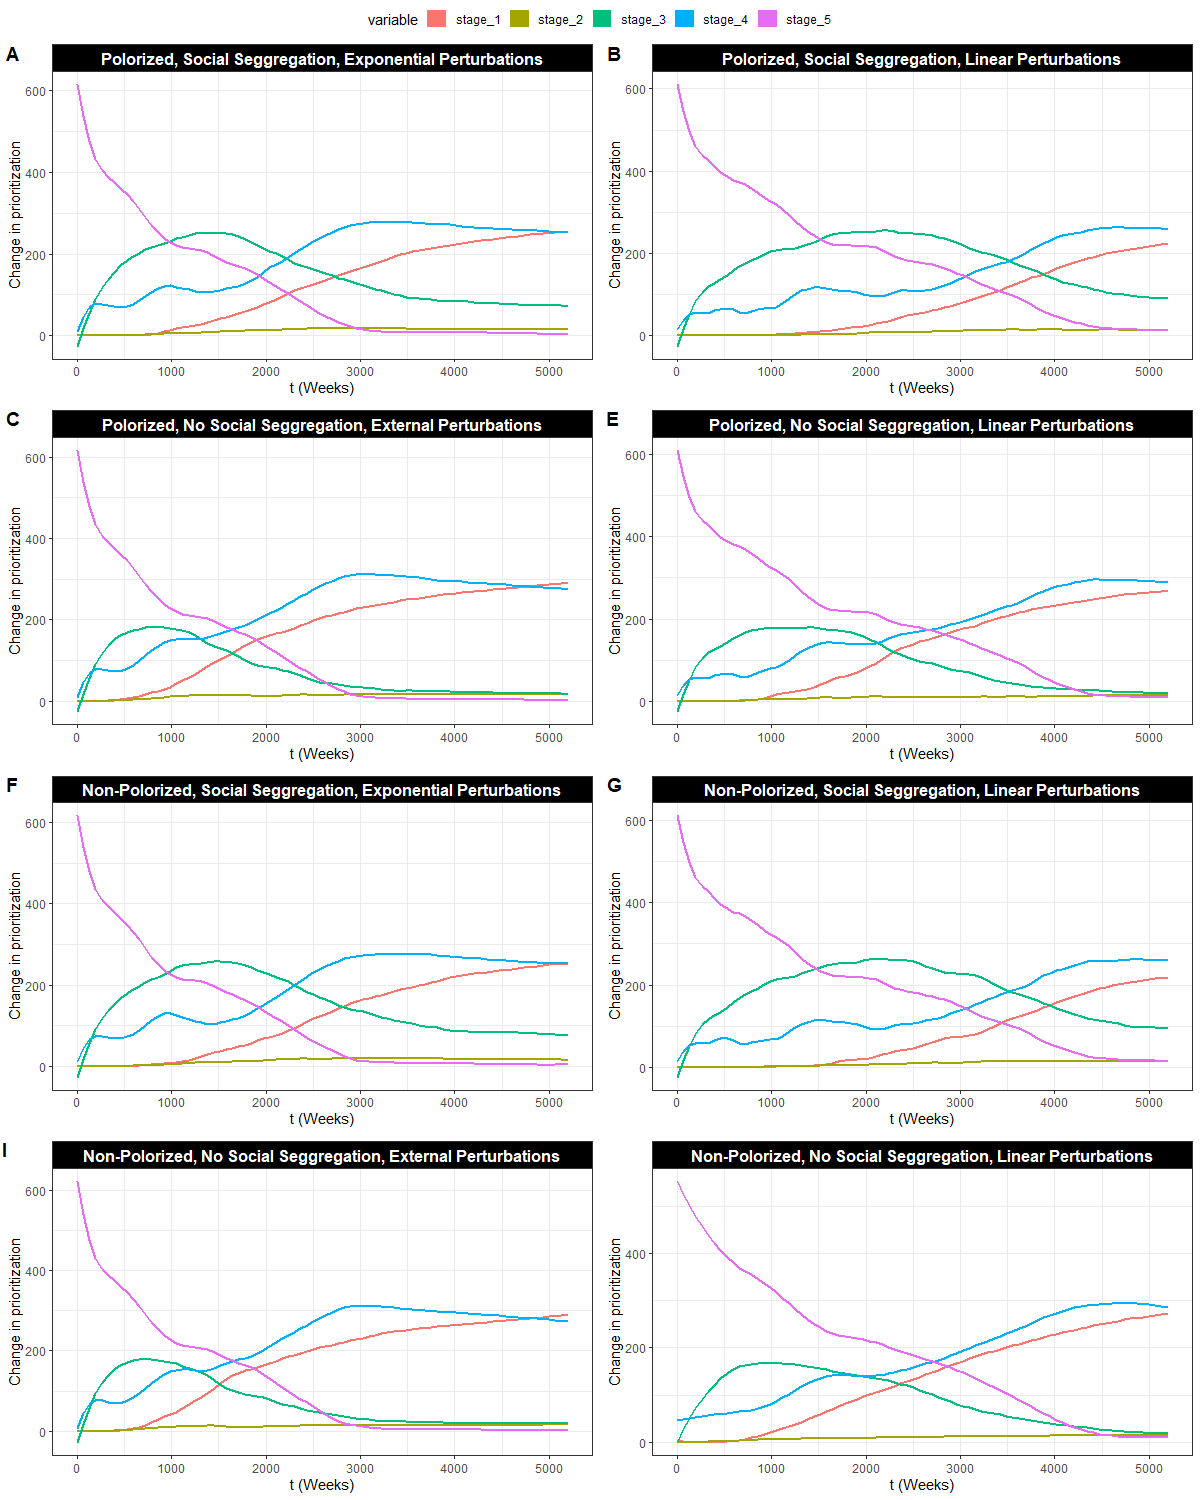 variable stage_1 stage_2 stage_3 stage_4 stage_5
A
Polorized, Social Seggregation, Exponential Perturbations
Change in prioritization
600
400
200
0
0 1000 2000 3000 4000 5000
t (Weeks)
B
Polorized, Social Seggregation, Linear Perturbations
Change in prioritization
600
400
200
0
0 1000 2000 3000 4000 5000
t (Weeks)
C
Polorized, No Social Seggregation, External Perturbations
Change in prioritization
600
400
200
0
0 1000 2000 3000 4000 5000
t (Weeks)
E
Polorized, No Social Seggregation, Linear Perturbations
Change in prioritization
600
400
200
0
0 1000 2000 3000 4000 5000
t (Weeks)
F
Non-Polorized, Social Seggregation, Exponential Perturbations
Change in prioritization
600
400
200
0
0 1000 2000 3000 4000 5000
t (Weeks)
G
Non-Polorized, Social Seggregation, Linear Perturbations
Change in prioritization
600
400
200
0
0 1000 2000 3000 4000 5000
t (Weeks)
I
Non-Polorized, No Social Seggregation, External Perturbations
Change in prioritization
600
400
200
0
0 1000 2000 3000 4000 5000
t (Weeks)
Non-Polorized, No Social Seggregation, Linear Perturbations
Change in prioritization
400
200
0
0 1000 2000 3000 4000 5000
t (Weeks)